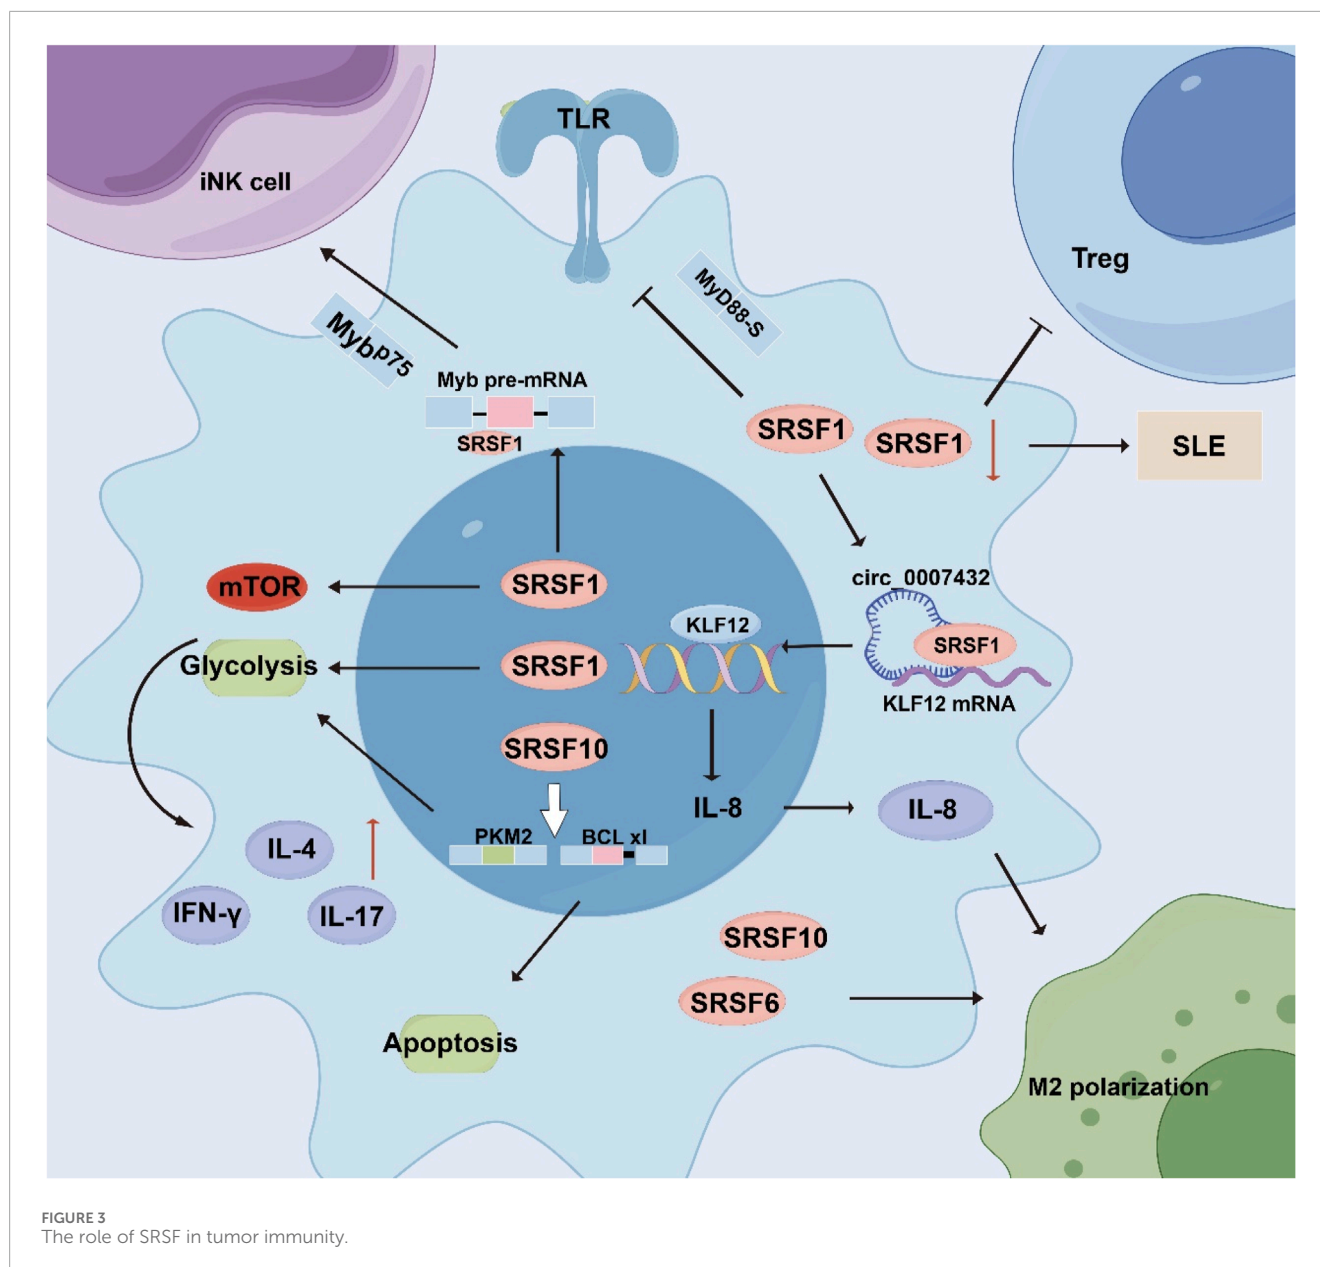 TLR
iNK cell
Treg
MyD88-S
Mybp75
Myb pre-mRNA
SRSF1
SRSF1
SRSF1
SLE
circ_0007432
mTOR
SRSF1
KLF12
SRSF1
Glycolysis
SRSF1
KLF12 mRNA
SRSF10
IL-8
IL-8
PKM2
BCL xl
IL-4
IFN-γ
IL-17
SRSF10
SRSF6
Apoptosis
M2 polarization
FIGURE 3
The role of SRSF in tumor immunity.